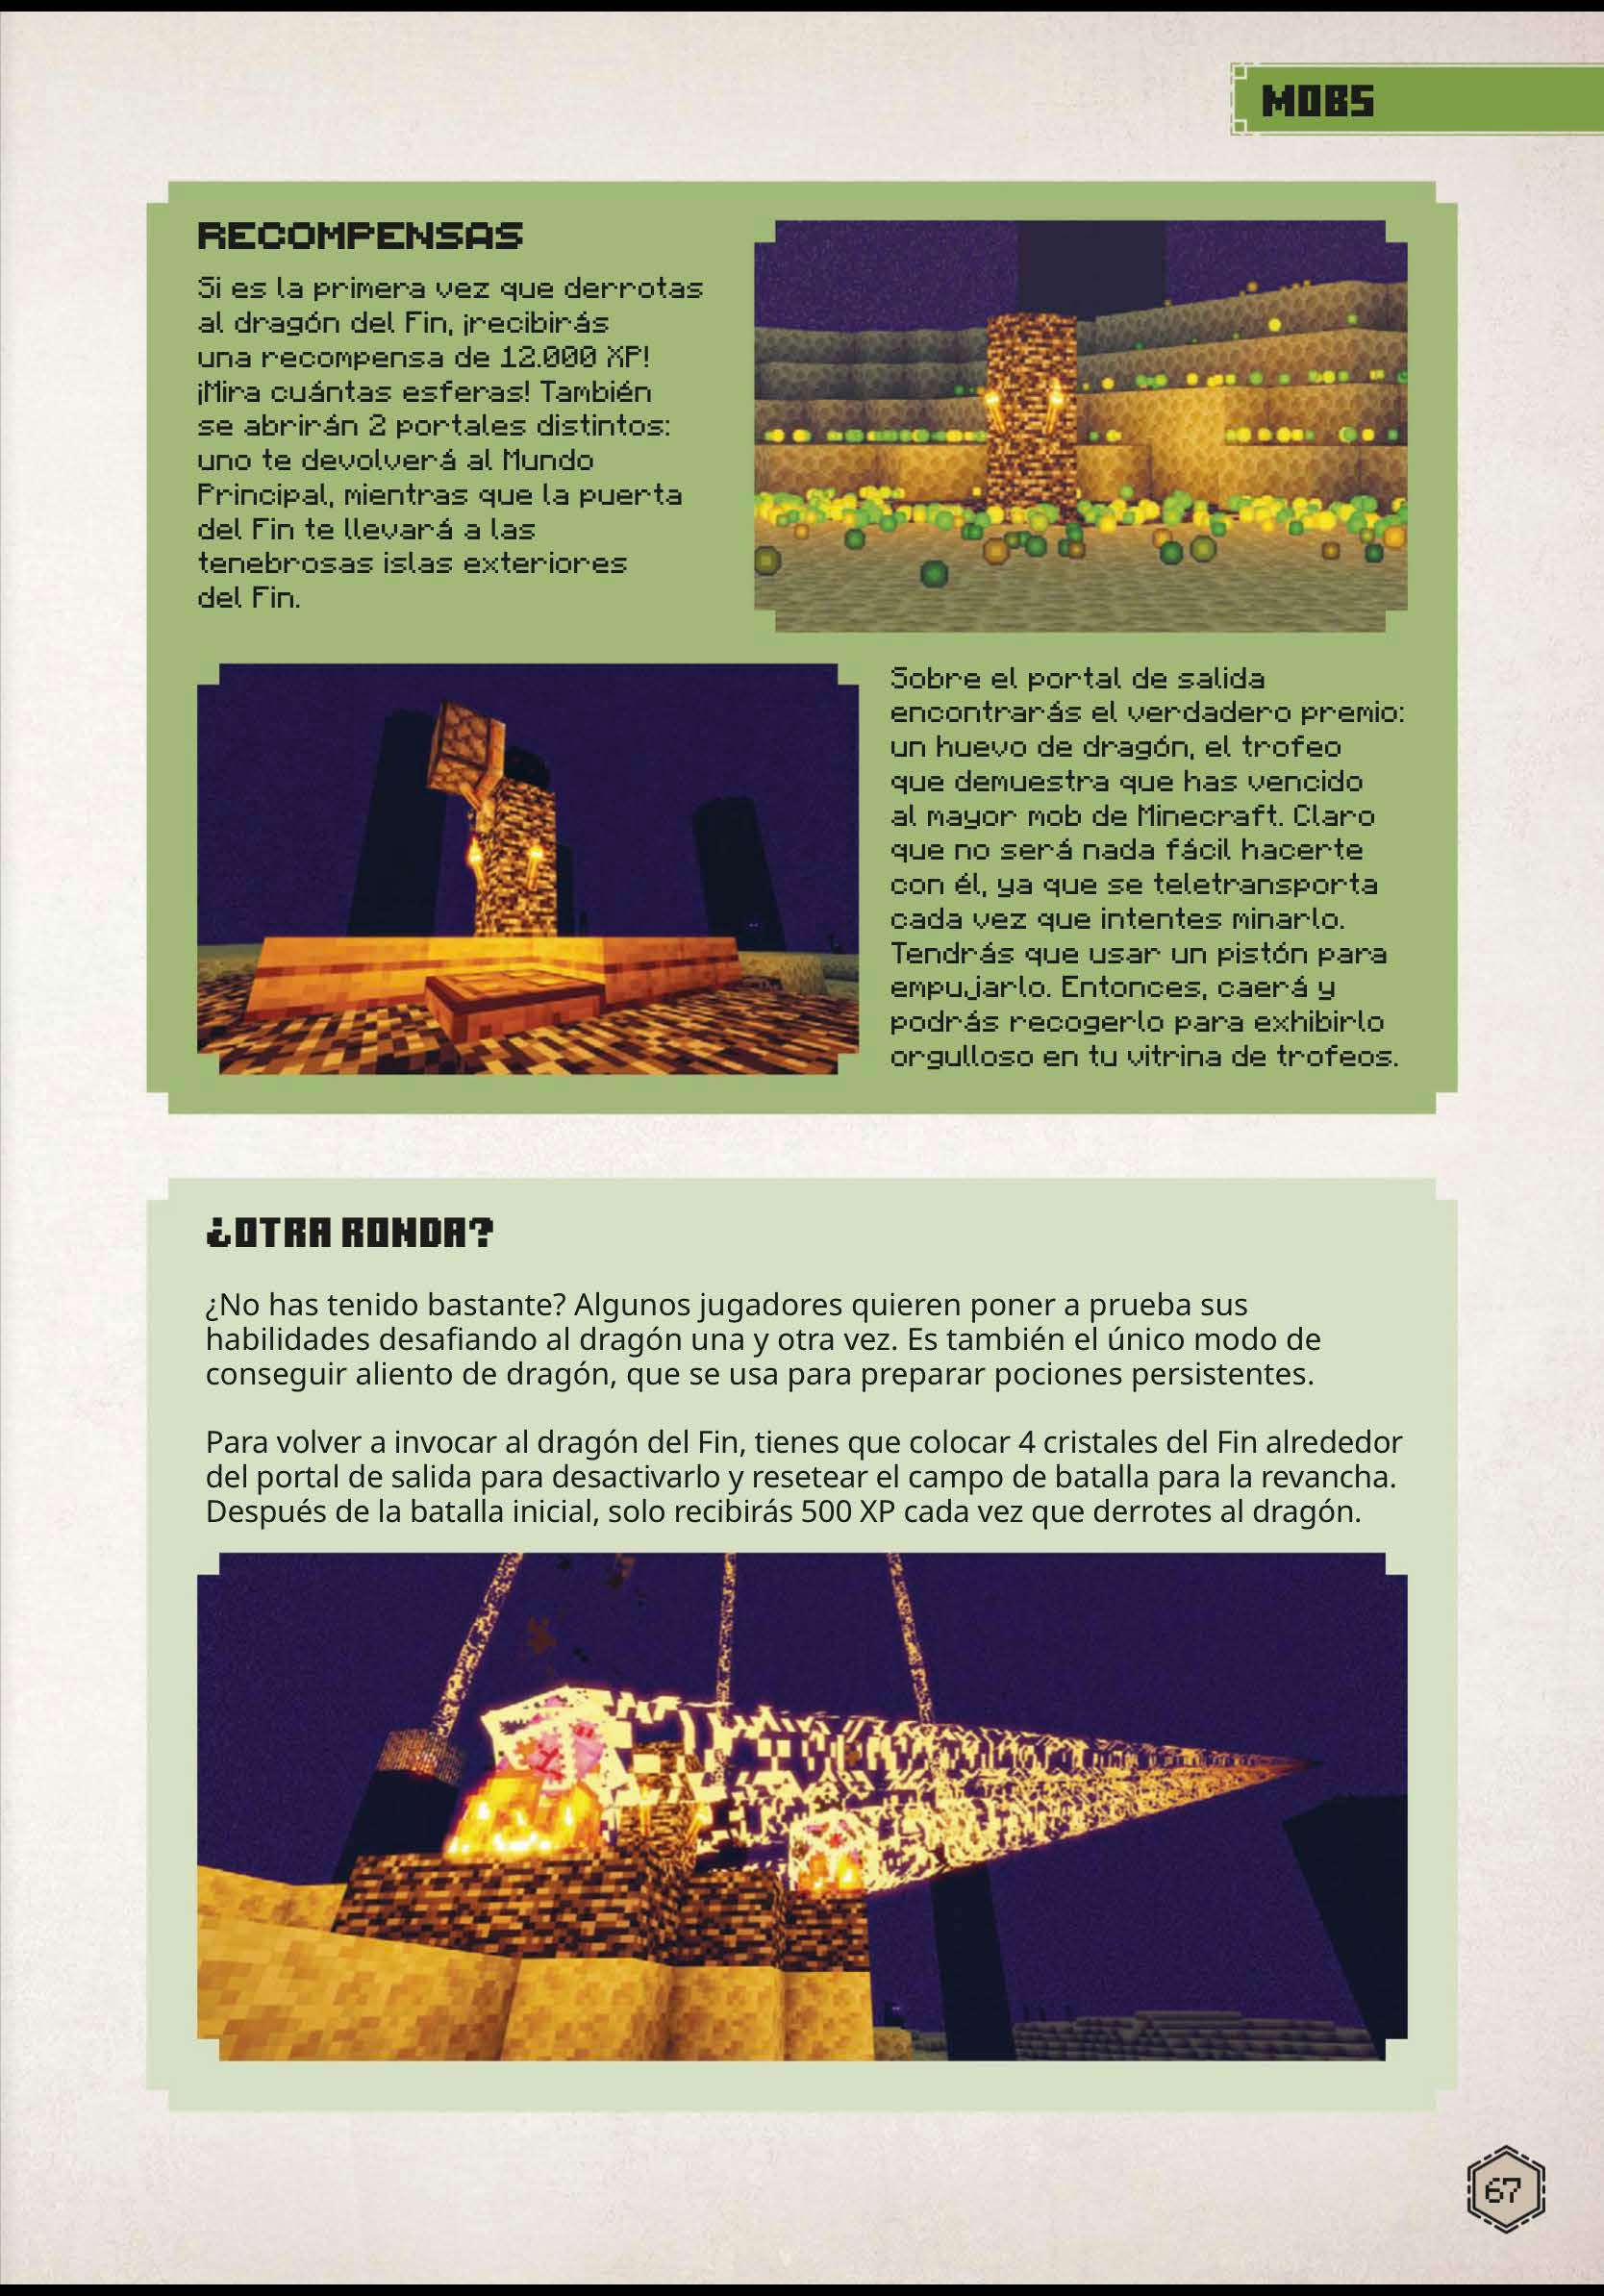 MOBS
RECOMPENSAS
Si es la primera vez que derrotas
al dragón del Fin, ¡recibirás
una recompensa de 12.000 XP!
¡Mira cuántas esferas! También
se abrirán 2 portales distintos:
uno te devolverá al Mundo
Principal, mientras que la puerta
del Fin te llevará a las
tenebrosas islas exteriores
del Fin.
Sobre el portal de salida
encontrarás el verdadero premio:
un huevo de dragón, el trofeo
que demuestra que has vencido
al mayor mob de Minecraft. Claro
que no será nada fácil hacerte
con él, ya que se teletransporta
cada vez que intentes minarlo.
Tendrás que usar un pistón para
empujarlo. Entonces, caerá y
podrás recogerlo para exhibirlo
orgulloso en tu vitrina de trofeos.
¿OTRA RONDA?
¿No has tenido bastante? Algunos jugadores quieren poner a prueba sus
habilidades desafiando al dragón una y otra vez. Es también el único modo de
conseguir aliento de dragón, que se usa para preparar pociones persistentes.
Para volver a invocar al dragón del Fin, tienes que colocar 4 cristales del Fin alrededor
del portal de salida para desactivarlo y resetear el campo de batalla para la revancha.
Después de la batalla inicial, solo recibirás 500 XP cada vez que derrotes al dragón.
67